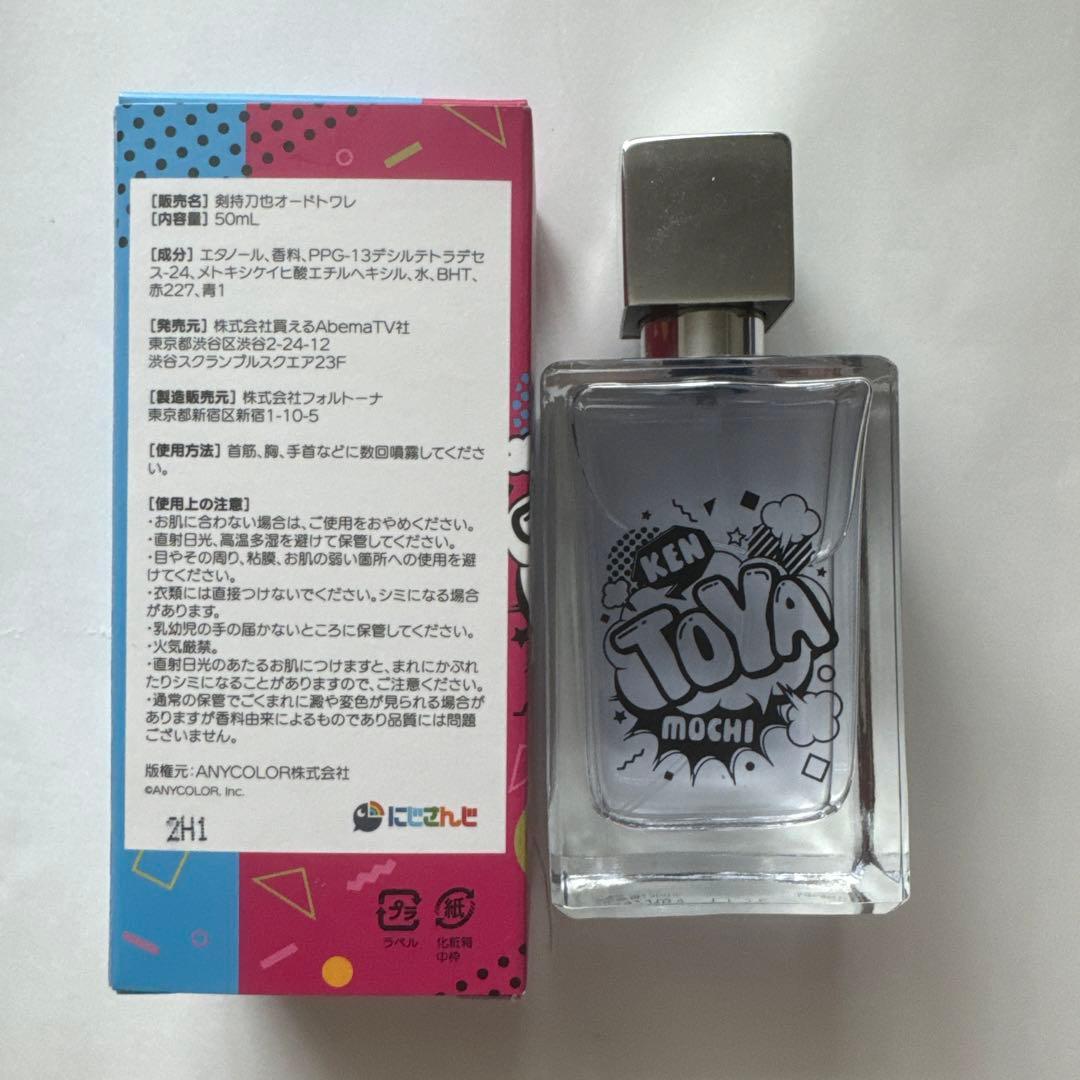 [販売名] 剣持刀也オードトワレ
[内容量] 50mL
[成分] エタノール、香料、PPG-13デシルテトラデセ
ス-24、メトキシケイヒ酸エチルヘキシル、水、BHT、
赤227、青1
[発売元] 株式会社買えるAbemaTV社
東京都渋谷区渋谷2-24-12
渋谷スクランブルスクエア23F
[製造販売元] 株式会社フォルトーナ
東京都新宿区新宿1-10-5
[使用方法] 首筋、胸、手首などに数回噴霧してくださ
い。
[使用上の注意]
・お肌に合わない場合は、ご使用をおやめください。
・直射日光、高温多湿を避けて保管してください。
・目やその周り、粘膜、お肌の弱い箇所への使用を避
けてください。
・衣類には直接つけないでください。シミになる場合
があります。
・乳幼児の手の届かないところに保管してください。
・火気厳禁。
・直射日光のあたるお肌につけますと、まれにかぶれ
たりシミになることがありますので、ご注意ください。
・通常の保管でごくまれに澱や変色が見られる場合が
ありますが香料由来によるものであり品質には問題
ございません。
版権元:ANYCOLOR株式会社
©ANYCOLOR, Inc.
2H1
にじさんじ
プラ
ラベル
紙
化粧箱
中枠
KEN
TOYA
MOCHI